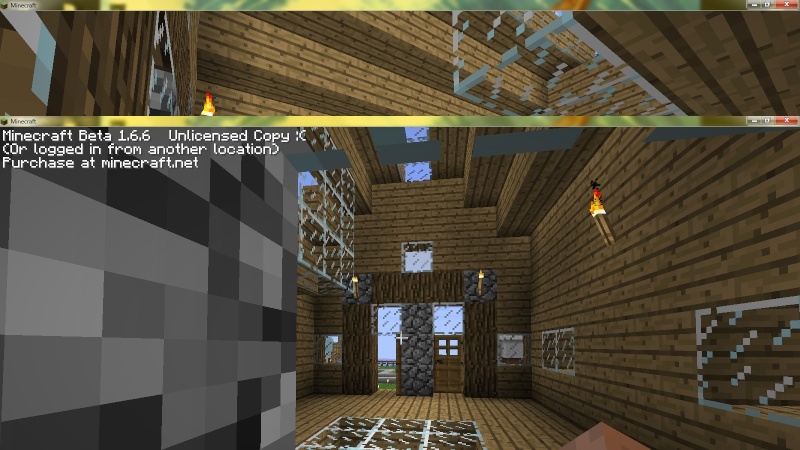 Minecraft
Minecraft
Minecraft Beta 1.6.6 Unlicensed Copy :(
(Or logged in from another location)
Purchase at minecraft.net